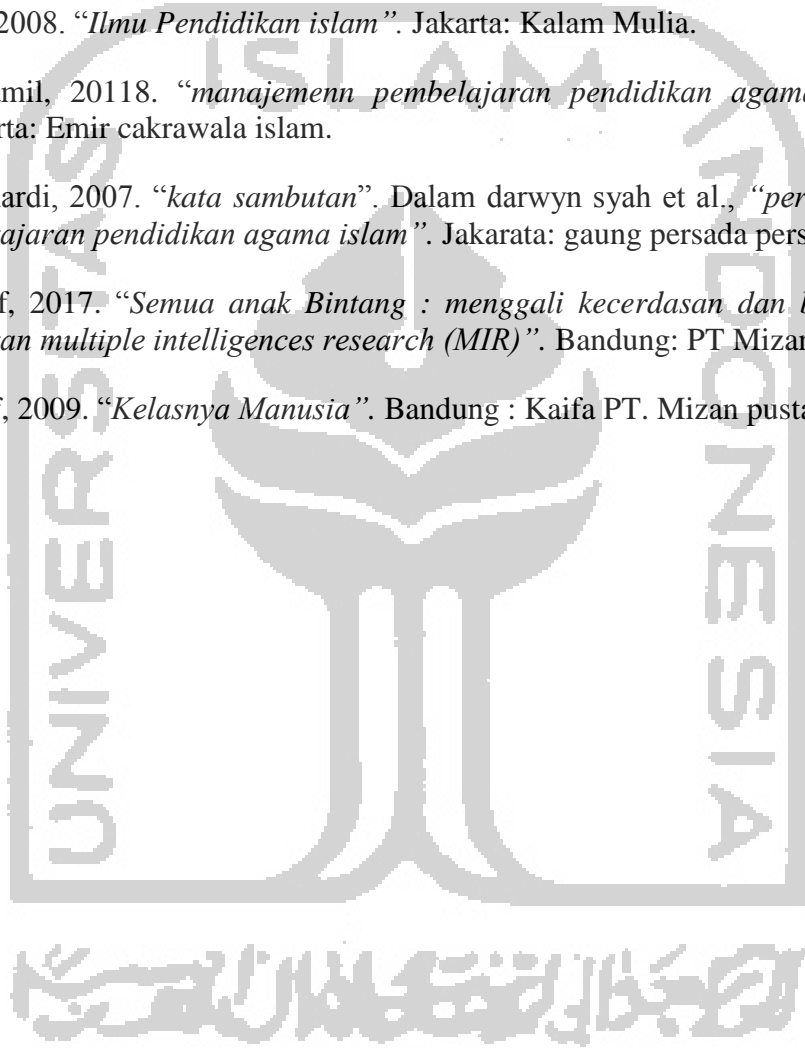 2008. “Ilmu Pendidikan islam”. Jakarta: Kalam Mulia.
amil, 20118. “manajemenn pembelajaran pendidikan agama
rta: Emir cakrawala islam.
ardi, 2007. “kata sambutan”. Dalam darwyn syah et al., “per
ajaran pendidikan agama islam”. Jakarata: gaung persada pers
f, 2017. “Semua anak Bintang : menggali kecerdasan dan b
an multiple intelligences research (MIR)”. Bandung: PT Mizan
f, 2009. “Kelasnya Manusia”. Bandung : Kaifa PT. Mizan pusta
UNIVERSITAS
ISLAM
INDONESIA